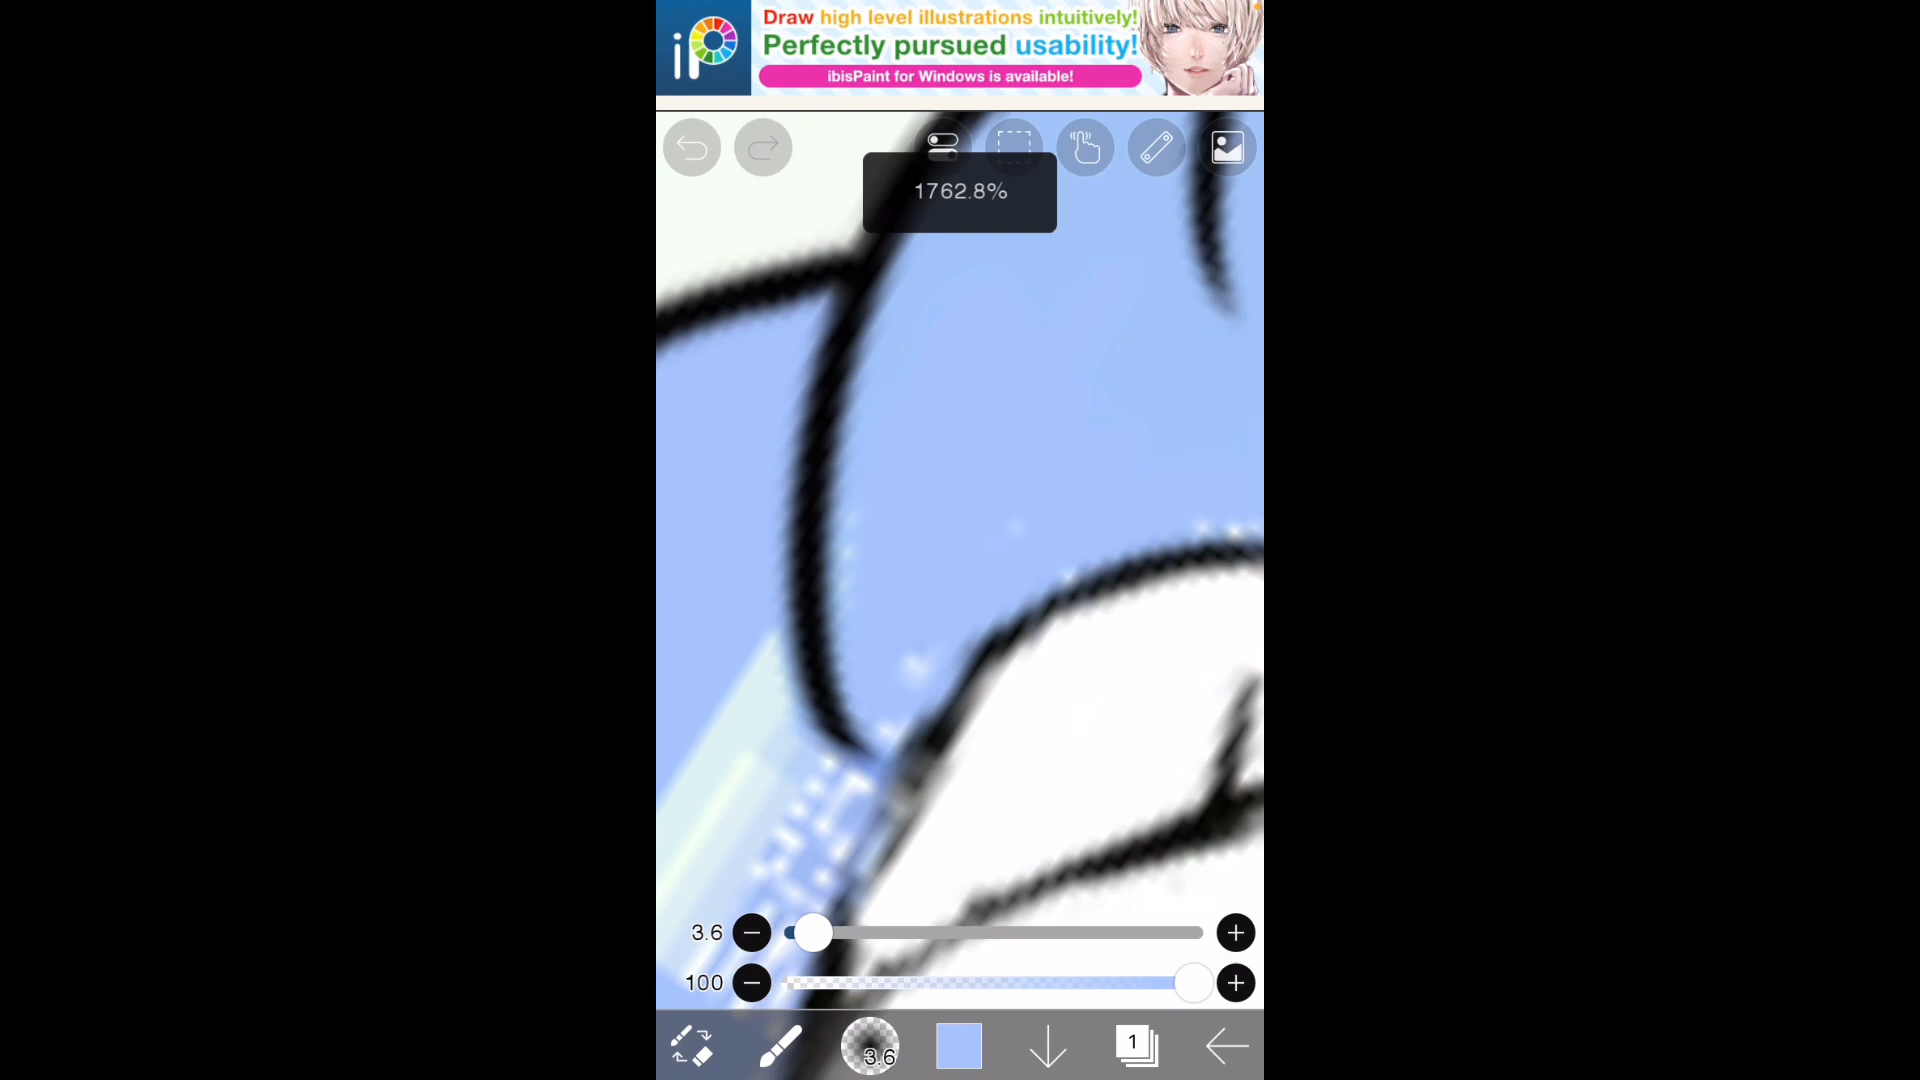 iP
Draw high level illustrations intuitively!
Perfectly pursued usability!
ibisPaint for Windows is available!
1762.8%
3.6
100
3.6
1